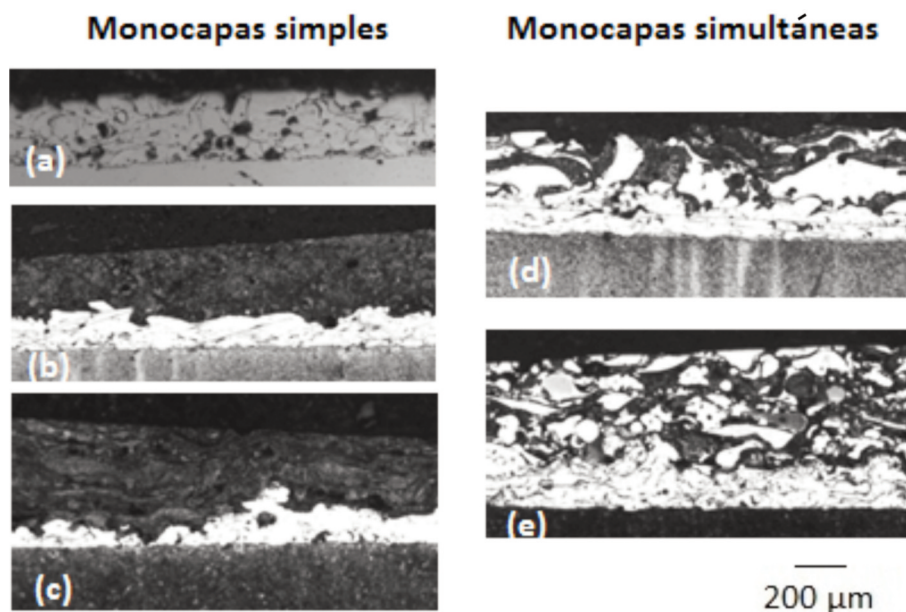 Monocapas simples
Monocapas simultáneas
(a)
(b)
(c)
(d)
(e)
200 µm